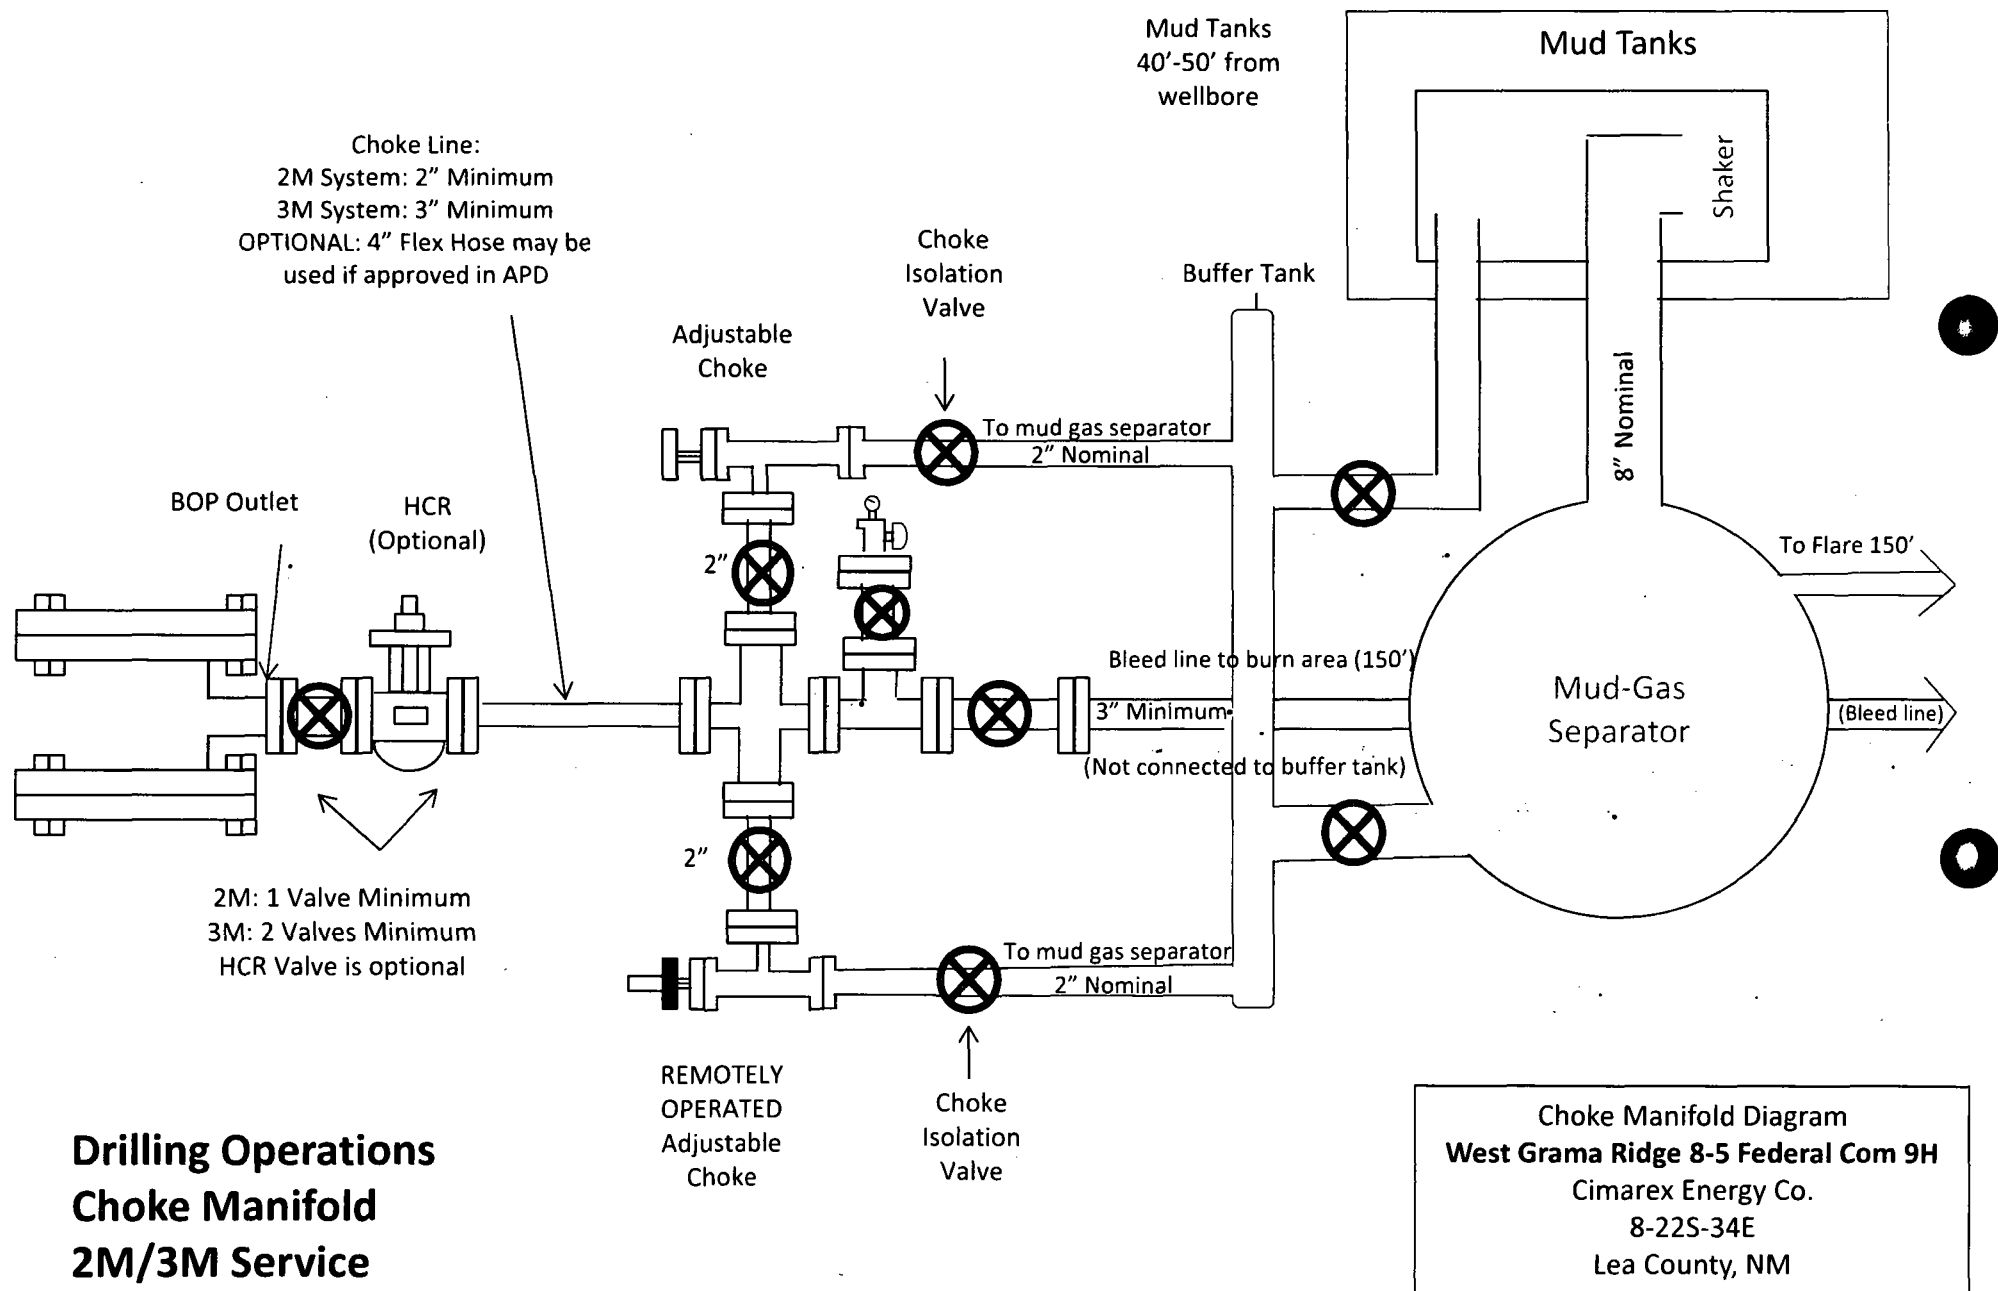 Mud Tanks
40'-50' from
wellbore
Mud Tanks
Shaker
Choke Line:
2M System: 2" Minimum
3M System: 3" Minimum
OPTIONAL: 4" Flex Hose may be
used if approved in APD
Choke
Isolation
Valve
Buffer Tank
Adjustable
Choke
8" Nominal
To mud gas separator
2" Nominal
BOP Outlet
HCR
(Optional)
2"
To Flare 150'
Bleed line to burn area (150')
3" Minimum
(Not connected to buffer tank)
Mud-Gas
Separator
(Bleed line)
2"
2M: 1 Valve Minimum
3M: 2 Valves Minimum
HCR Valve is optional
To mud gas separator
2" Nominal
REMOTELY
OPERATED
Adjustable
Choke
Choke
Isolation
Valve
Drilling Operations
Choke Manifold
2M/3M Service
Choke Manifold Diagram
West Grama Ridge 8-5 Federal Com 9H
Cimarex Energy Co.
8-22S-34E
Lea County, NM